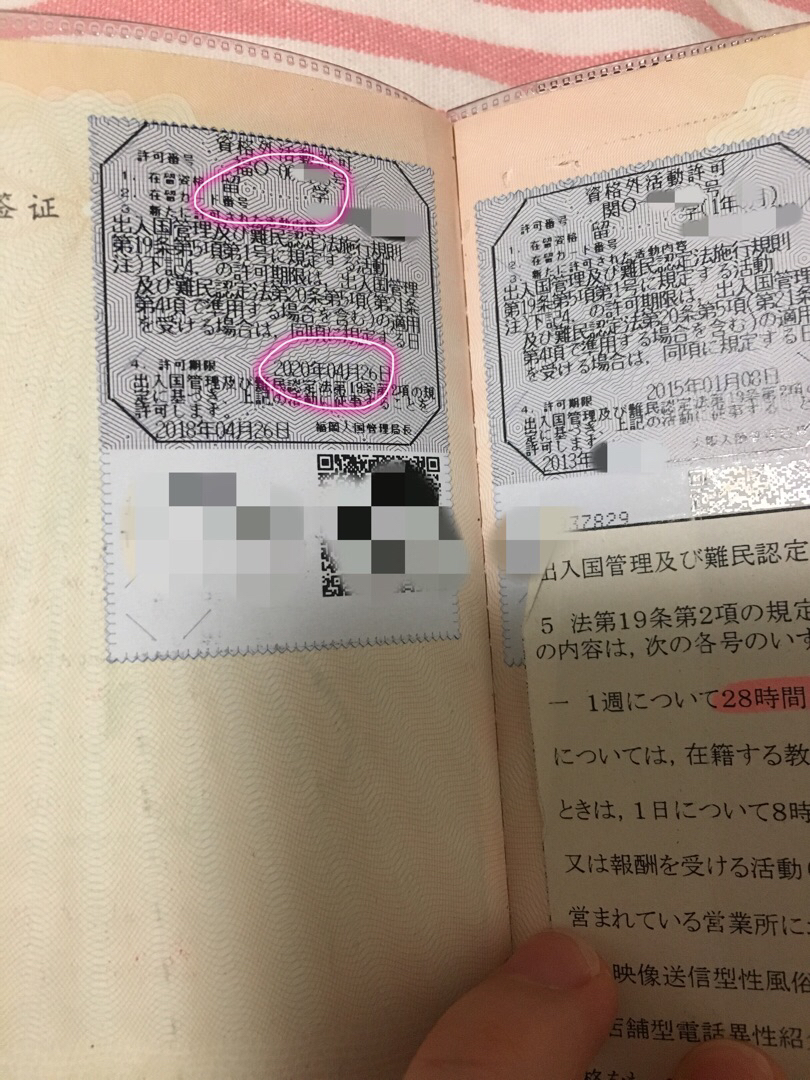 签证
資格外活動許可
許可番号
福○-(
号
1. 在留資格
留 . . . . . . 学
2. 在留
ド番号
3. 新たに許可された活動内容
出入国管理及び難民認定法施行規則
第19条第5項第1号に規定する活動
注)下記4. の許可期限は, 出入国管理
及び難民認定法第20条第5項(第21条
第4項で準用する場合を含む)の適用
を受ける場合は, 同項に規定する日
4. 許可期限
2020年04月26日
出入国管理及び難民認定法第19条第2項の規
定に基づき, 上記の活動に従事することを
許可します。
2018年04月26日 福岡入国管理局長
資格外活動許可
許可番号 関○
号
1. 在留資格 留
学(1年
)
2. 在留カード番号
3. 新たに許可された活動内容
出入国管理及び難民認定法施行規則
第19条第5項第1号に規定する活動
注)下記4. の許可期限は, 出入国管理
及び難民認定法第20条第5項(第21条
第4項で準用する場合を含む)の適用
を受ける場合は, 同項に規定する日
2015年01月08日
4. 許可期限
出入国管理及び難民認定法第19条第2項の
定に基づき, 上記の活動に従事すること
許可します
2013年
37829
出入国管理及び難民認定
5 法第19条第2項の規定
の内容は, 次の各号のいず
一 1週について28時間
については, 在籍する教
ときは, 1日について8時
又は報酬を受ける活動(
営まれている営業所に
映像送信型性風俗
店舗型電話異性紹